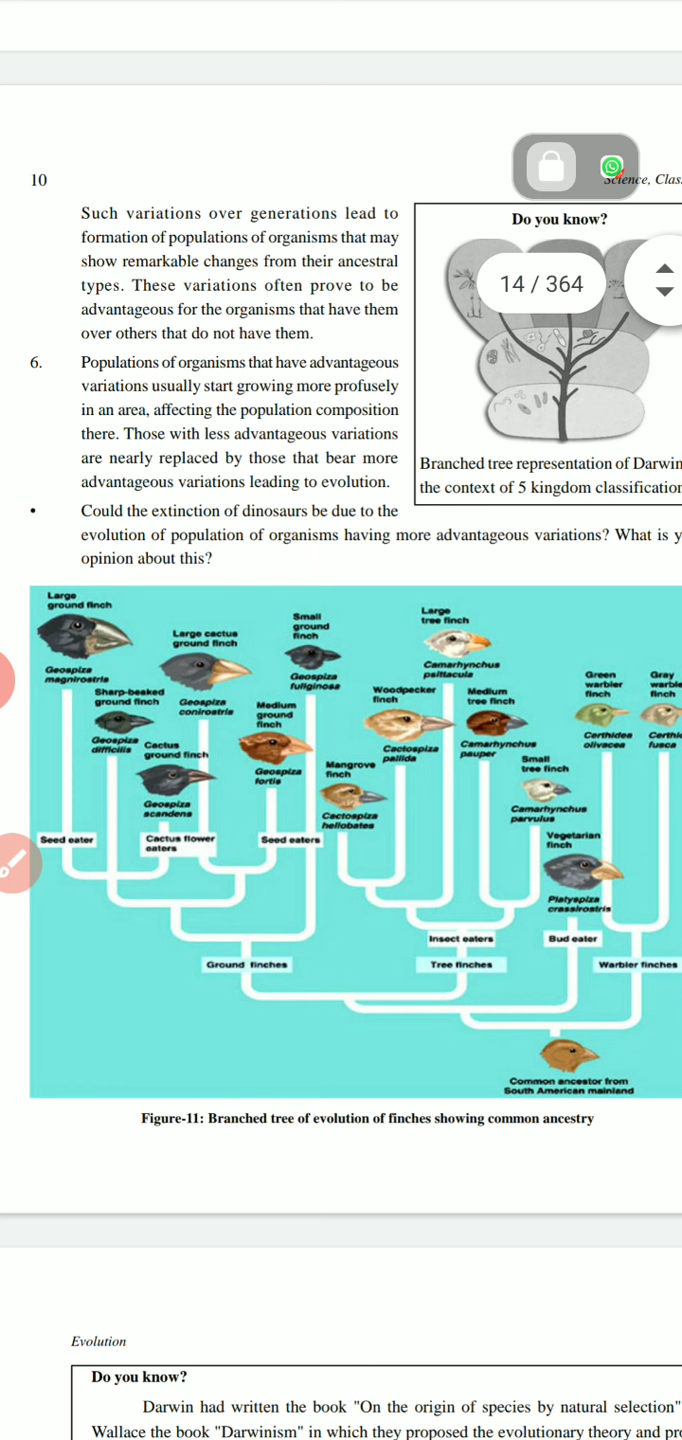 10
Science, Clas
Such variations over generations lead to
formation of populations of organisms that may
show remarkable changes from their ancestral
types. These variations often prove to be
advantageous for the organisms that have them
over others that do not have them.
6. Populations of organisms that have advantageous
variations usually start growing more profusely
in an area, affecting the population composition
there. Those with less advantageous variations
are nearly replaced by those that bear more
advantageous variations leading to evolution.
Do you know?
14 / 364
Branched tree representation of Darwin
the context of 5 kingdom classification
• Could the extinction of dinosaurs be due to the
evolution of population of organisms having more advantageous variations? What is y
opinion about this?
Large
ground finch
Geospiza
magnirostris
Sharp-beaked
ground finch
Geospiza
difficilis
Large cactus
ground finch
Geospiza
conirostris
Cactus
ground finch
Geospiza
scandens
Small
ground
finch
Geospiza
fuliginosa
Medium
ground
finch
Geospiza
fortis
Mangrove
finch
Cactospiza
heliobates
Woodpecker
finch
Cactospiza
pallida
Large
tree finch
Camarhynchus
psittacula
Medium
tree finch
Camarhynchus
pauper
Small
tree finch
Camarhynchus
parvulus
Vegetarian
finch
Platyspiza
crassirostris
Green
warbler
finch
Certhidea
olivacea
Gray
warble
finch
Certhi
fusca
Seed eater
Cactus flower
eaters
Seed eaters
Insect eaters
Bud eater
Ground finches
Tree finches
Warbler finches
Common ancestor from
South American mainland
Figure-11: Branched tree of evolution of finches showing common ancestry
Evolution
Do you know?
Darwin had written the book "On the origin of species by natural selection"
Wallace the book "Darwinism" in which they proposed the evolutionary theory and pro